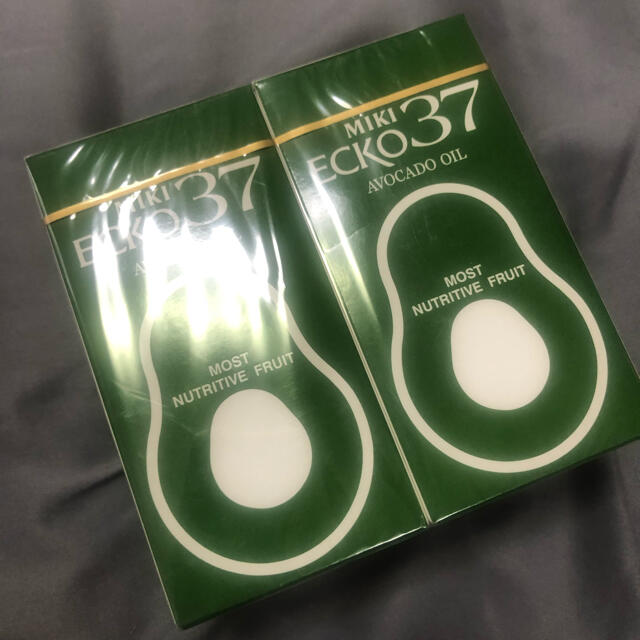 MIKI
ECKO37
MOST
NUTRITIVE FRUIT
MIKI
ECKO37
AVOCADO OIL
MOST
NUTRITIVE FRUIT